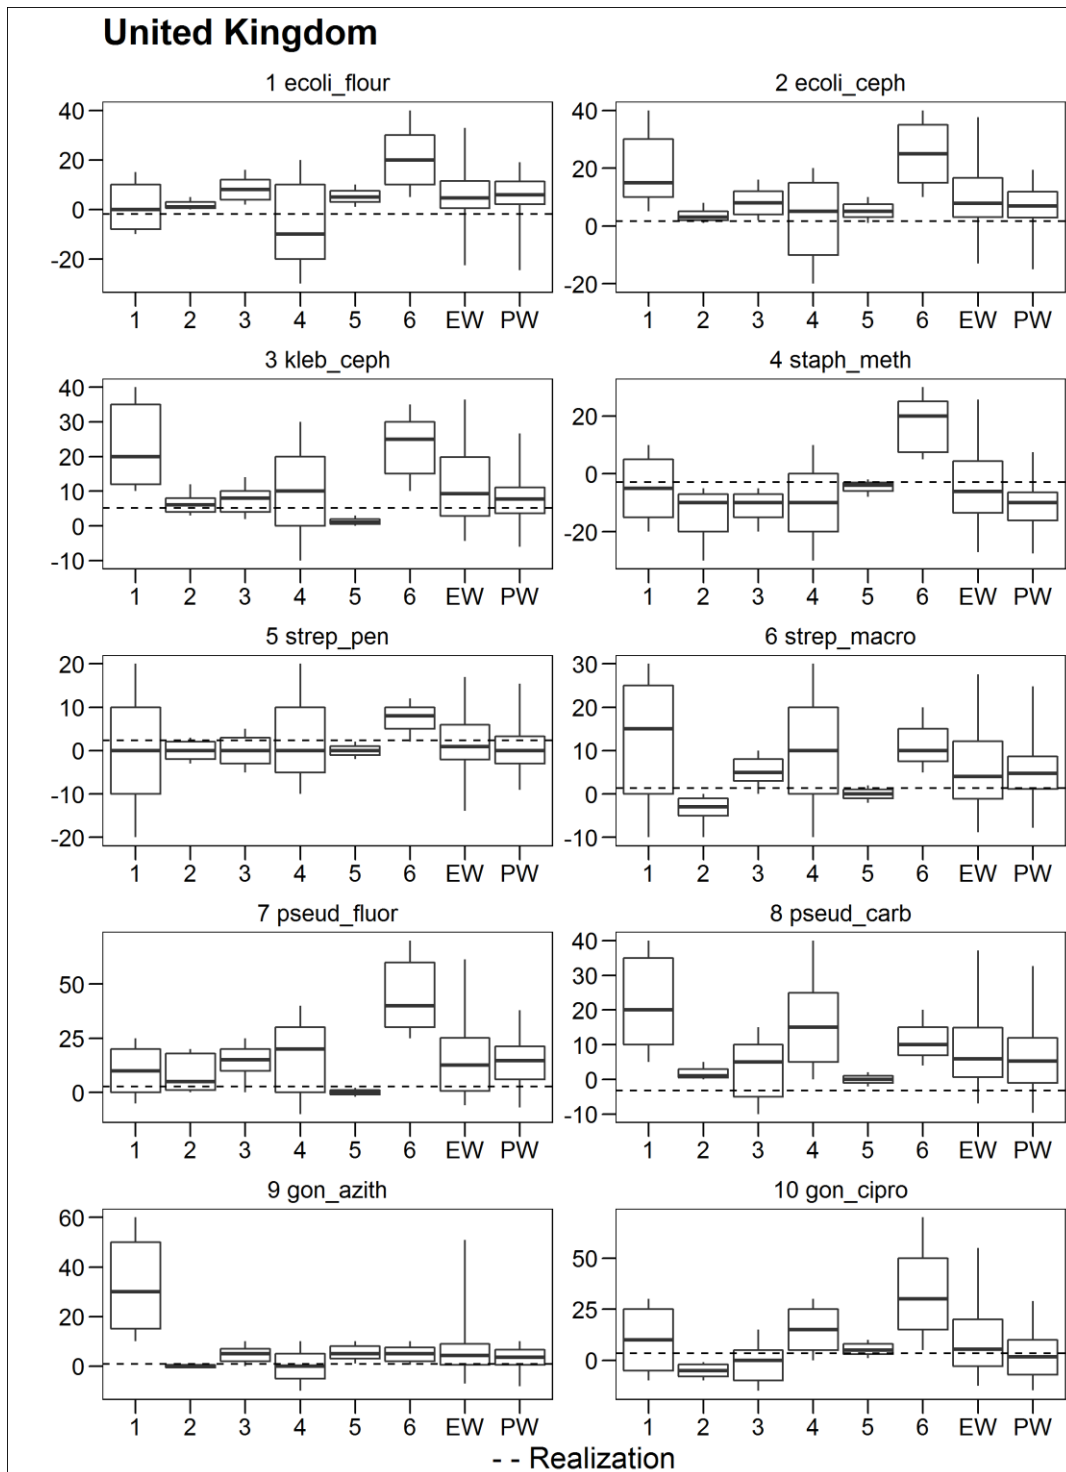 United Kingdom
1 ecoli_flour
2 ecoli_ceph
40
20
0
-20
40
20
0
-20
1 2 3 4 5 6 EW PW
1 2 3 4 5 6 EW PW
3 kleb_ceph
4 staph_meth
40
30
20
10
0
-10
20
0
-20
1 2 3 4 5 6 EW PW
1 2 3 4 5 6 EW PW
5 strep_pen
6 strep_macro
20
10
0
-10
-20
30
20
10
0
-10
1 2 3 4 5 6 EW PW
1 2 3 4 5 6 EW PW
7 pseud_fluor
8 pseud_carb
50
25
0
40
30
20
10
0
-10
1 2 3 4 5 6 EW PW
1 2 3 4 5 6 EW PW
9 gon_azith
10 gon_cipro
60
40
20
0
50
25
0
1 2 3 4 5 6 EW PW
1 2 3 4 5 6 EW PW
- - Realization